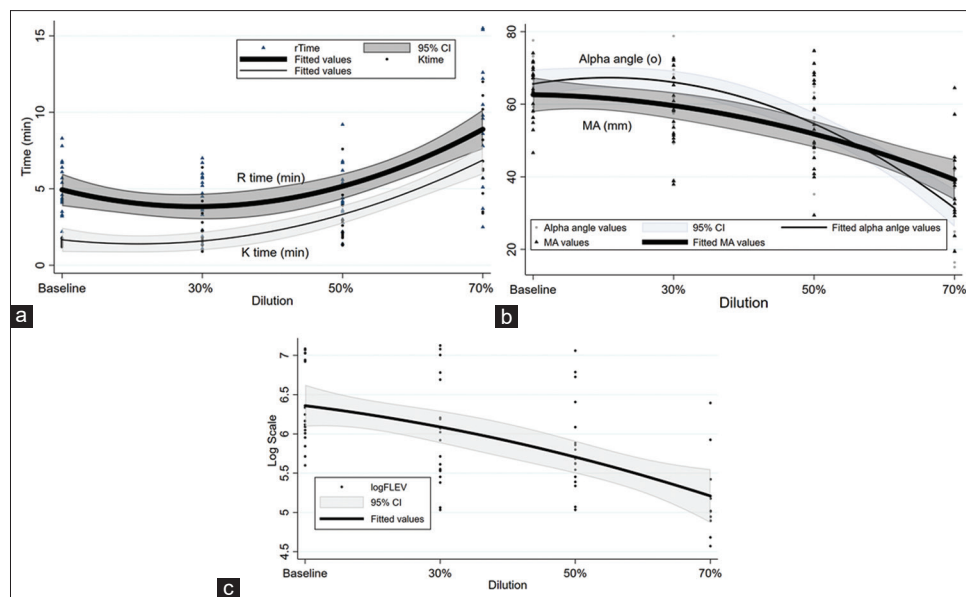 15
10
5
0
Time (min)
rTime 95% CI
Fitted values Ktime
Fitted values
R time (min)
K time (min)
Baseline 30% 50% 70%
Dilution
a
80
60
40
20
Alpha angle (o)
MA (mm)
Alpha angle values 95% CI Fitted alpha anlge values
MA values Fitted MA values
Baseline 30% 50% 70%
Dilution
b
7
6.5
6
5.5
5
4.5
Log Scale
logFLEV
95% CI
Fitted values
Baseline 30% 50% 70%
Dilution
c